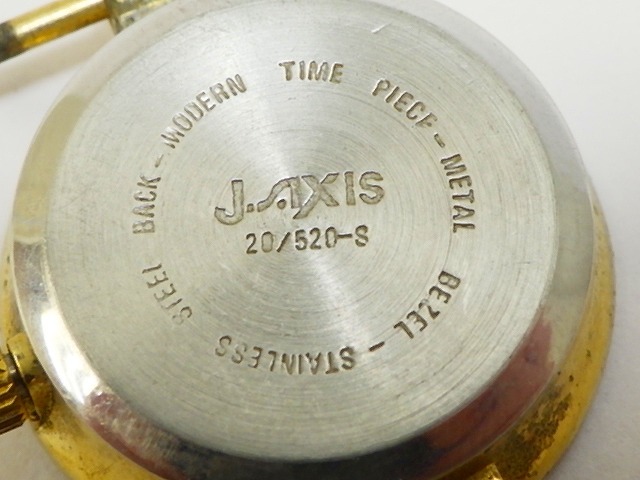 MODERN TIME PIECE - METAL BEZEL - STAINLESS STEEL BACK -
J.AXIS
20/520-S